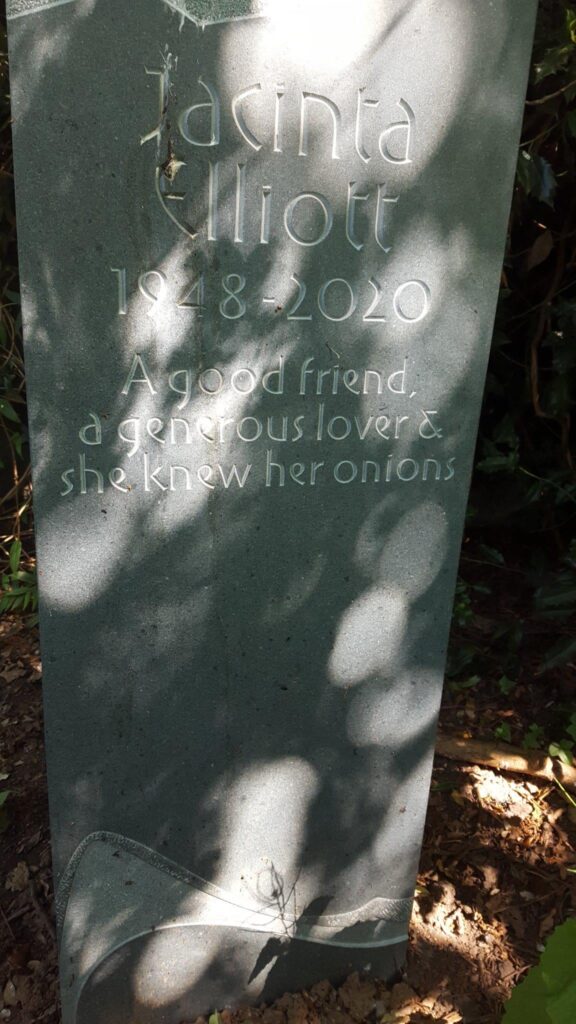 Jacinta
Elliott
1948-2020
A good friend,
a generous lover &
she knew her onions